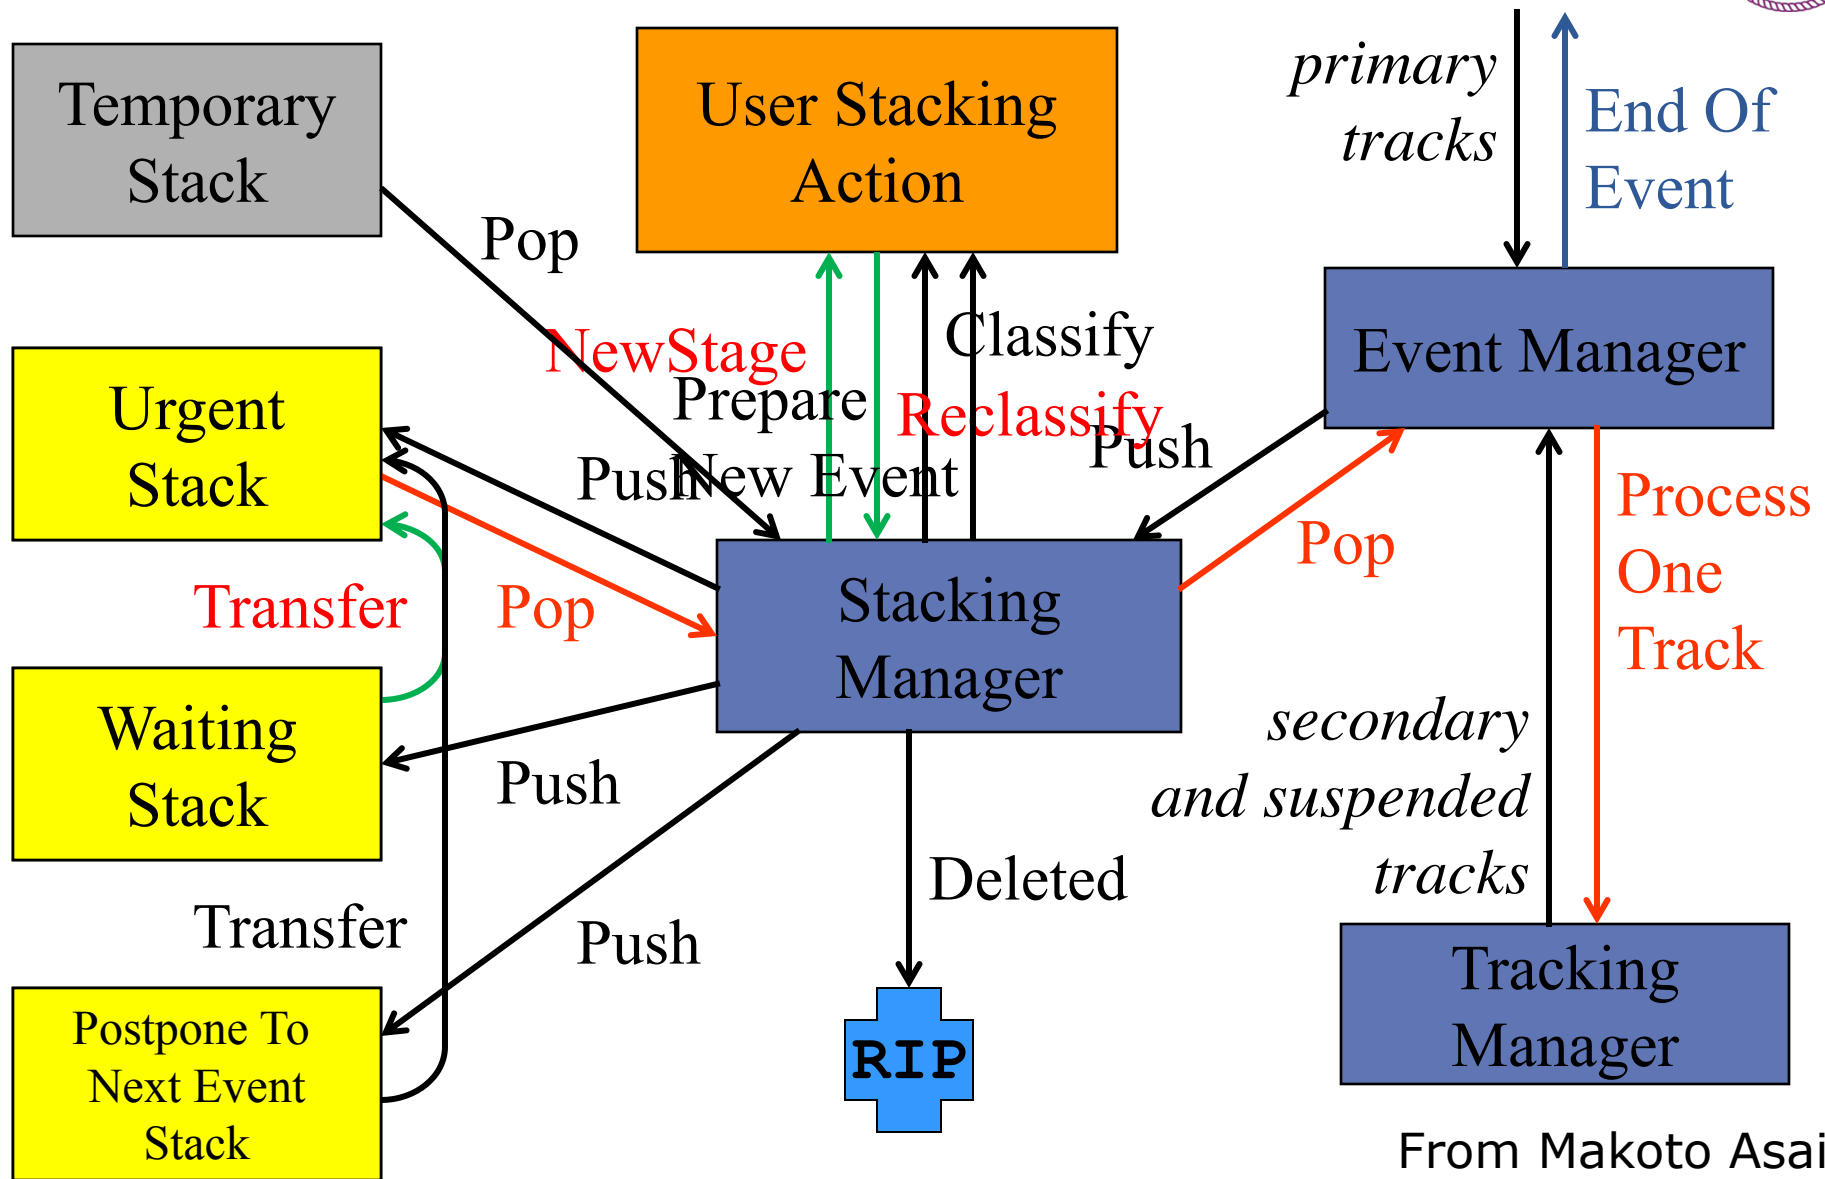 Temporary
Stack
User Stacking
Action
primary
tracks
End Of
Event
Pop
NewStage
Prepare
New Event
Classify
Reclassify
Push
Event Manager
Urgent
Stack
Push
Pop
Transfer
Stacking
Manager
Pop
Process
One
Track
Waiting
Stack
Push
secondary
and suspended
tracks
Deleted
Transfer
Push
Postpone To
Next Event
Stack
RIP
Tracking
Manager
From Makoto Asai